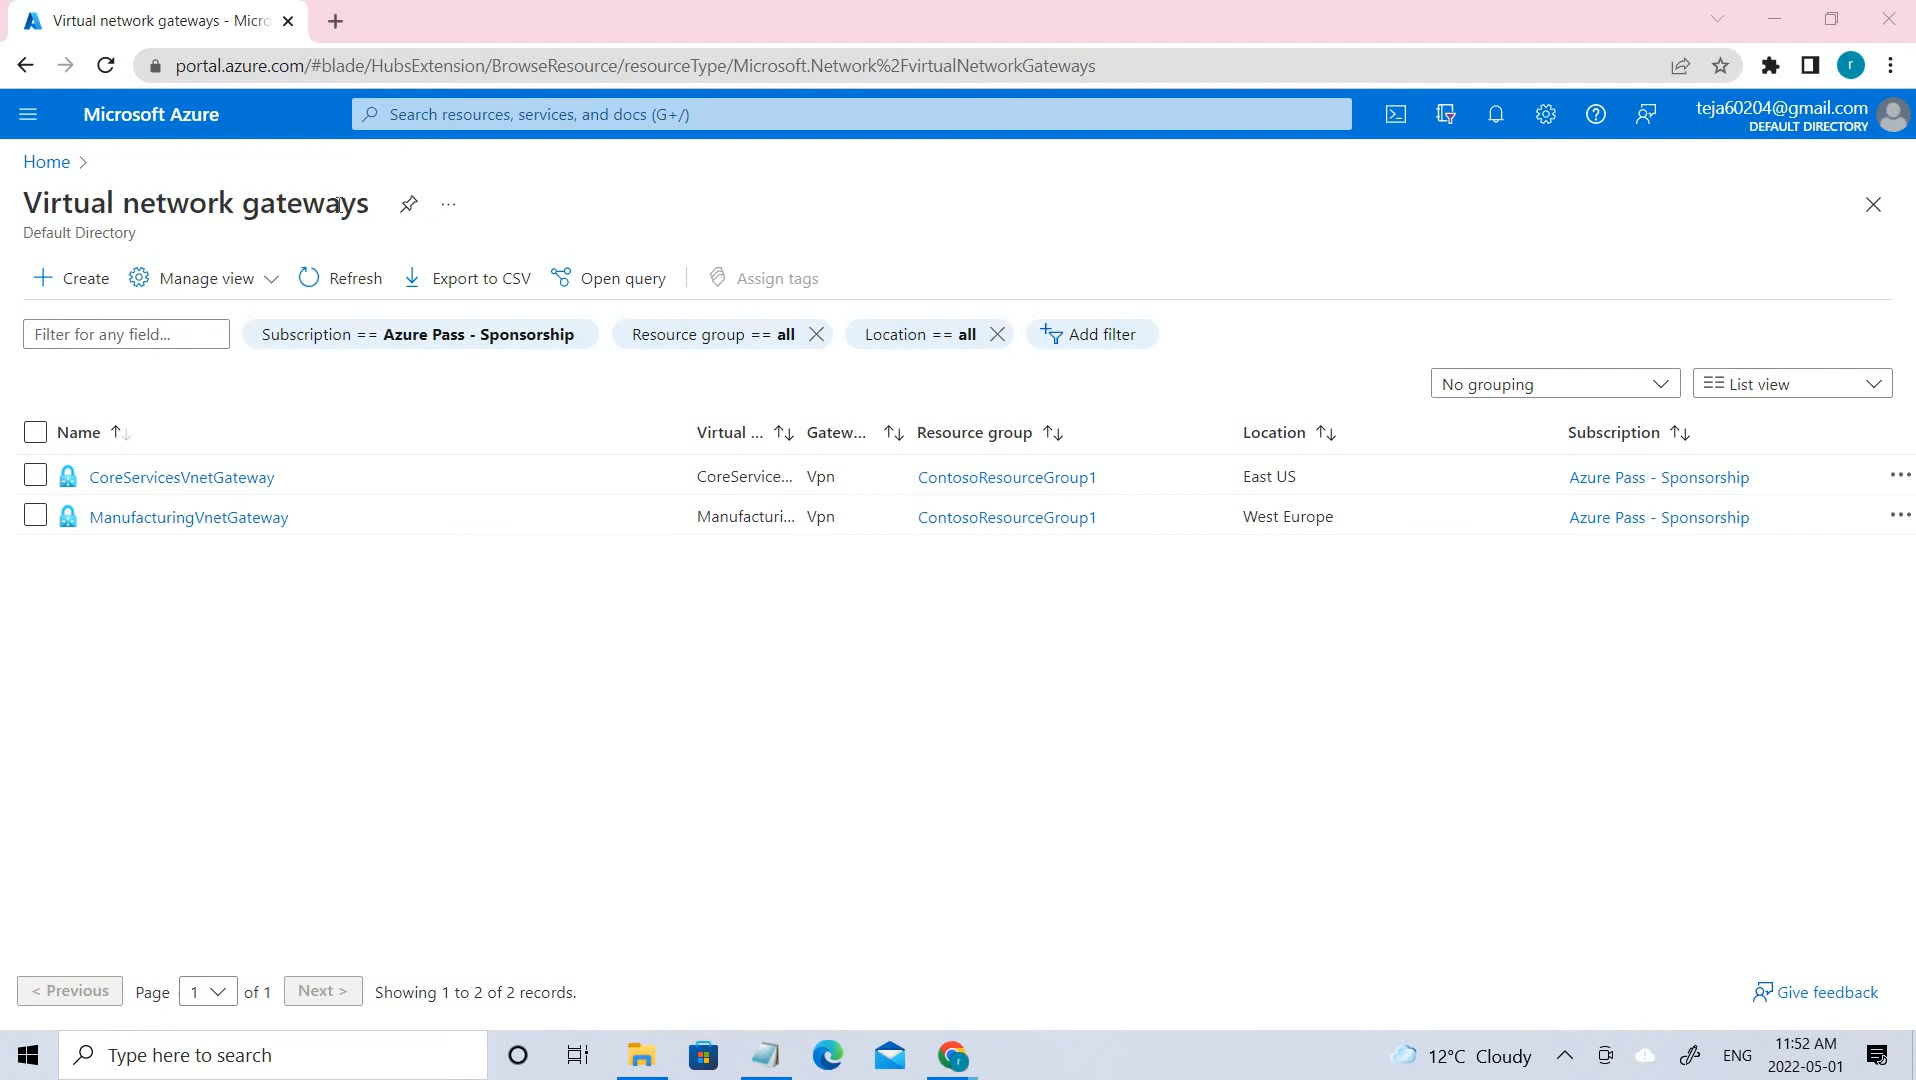 Virtual network gateways - Micro
portal.azure.com/#blade/HubsExtension/BrowseResource/resourceType/Microsoft.Network%2FvirtualNetworkGateways
r
Microsoft Azure
Search resources, services, and docs (G+/)
teja60204@gmail.com
DEFAULT DIRECTORY
Home
Virtual network gateways
Default Directory
Create Manage view Refresh Export to CSV Open query Assign tags
Filter for any field... Subscription == Azure Pass - Sponsorship Resource group == all Location == all Add filter
No grouping List view
Name Virtual ... Gatew... Resource group Location Subscription
CoreServicesVnetGateway CoreService... Vpn ContosoResourceGroup1 East US Azure Pass - Sponsorship
ManufacturingVnetGateway Manufacturi... Vpn ContosoResourceGroup1 West Europe Azure Pass - Sponsorship
< Previous Page 1 of 1 Next > Showing 1 to 2 of 2 records. Give feedback
Type here to search 12°C Cloudy ENG 11:52 AM
2022-05-01